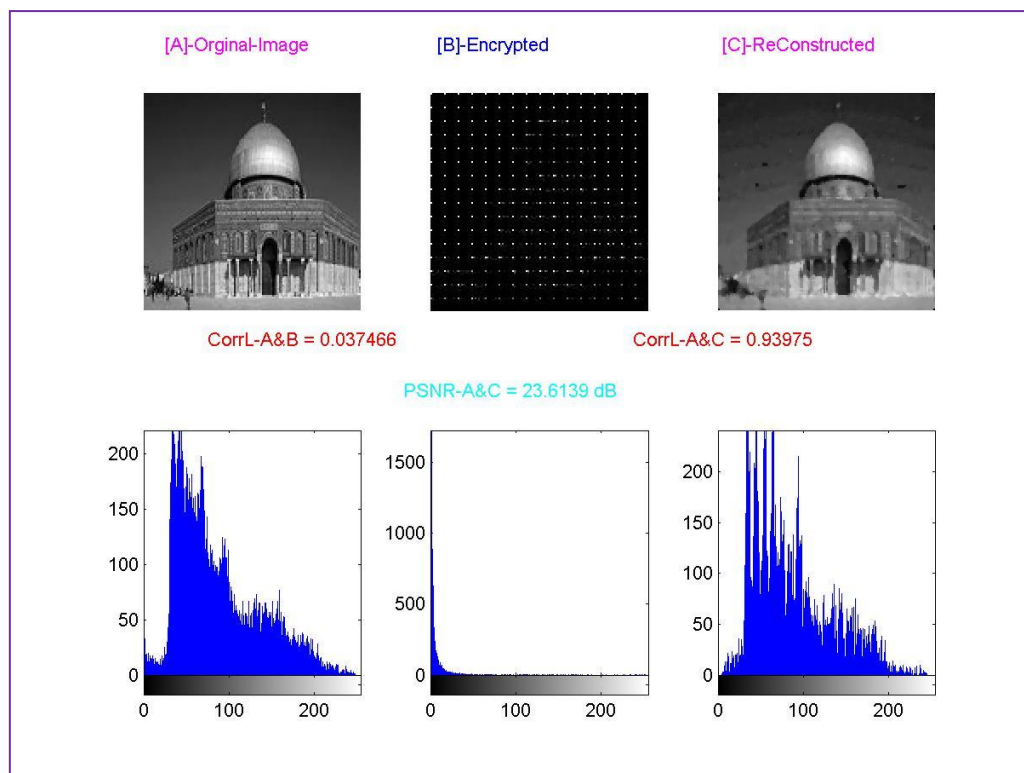 [A]-Orginal-Image [B]-Encrypted [C]-ReConstructed
CorrL-A&B = 0.037466 CorrL-A&C = 0.93975
PSNR-A&C = 23.6139 dB
200
150
100
50
0
0 100 200
1500
1000
500
0
0 100 200
200
150
100
50
0
0 100 200